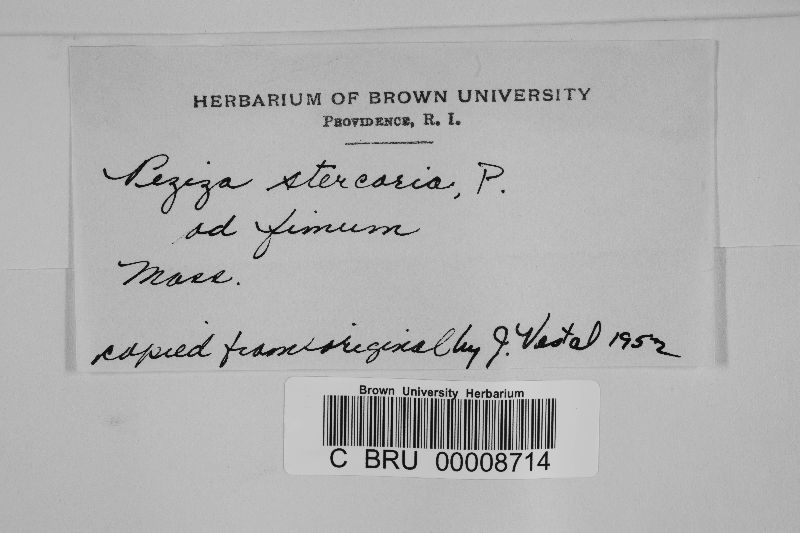 HERBARIUM OF BROWN UNIVERSITY
PROVIDENCE, R. I.
Peziza stercoria, P.
ad fimum
Mass.
copied from original by J. Vestal 1952
Brown University Herbarium
C BRU 00008714